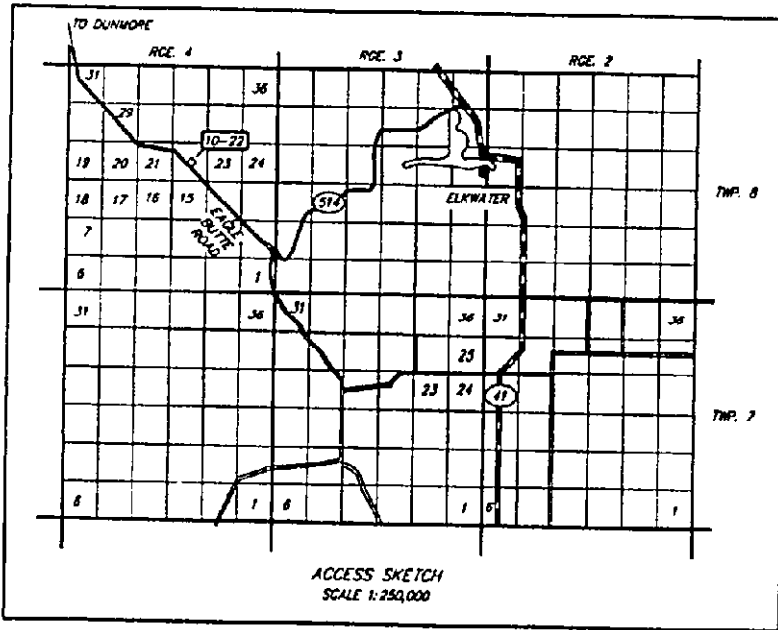 TO DUNMORE
RGE. 4 RGE. 3 RGE. 2
31 36
29
10-22
19 20 21 23 24
18 17 16 15 514 ELKWATER TWP. 8
EAGLE
BUTTE
ROAD
7
6 1
31 36 31 36 31 36
25
23 24 41 TWP. 7
6 1 6 1 6 1
ACCESS SKETCH
SCALE 1:250,000